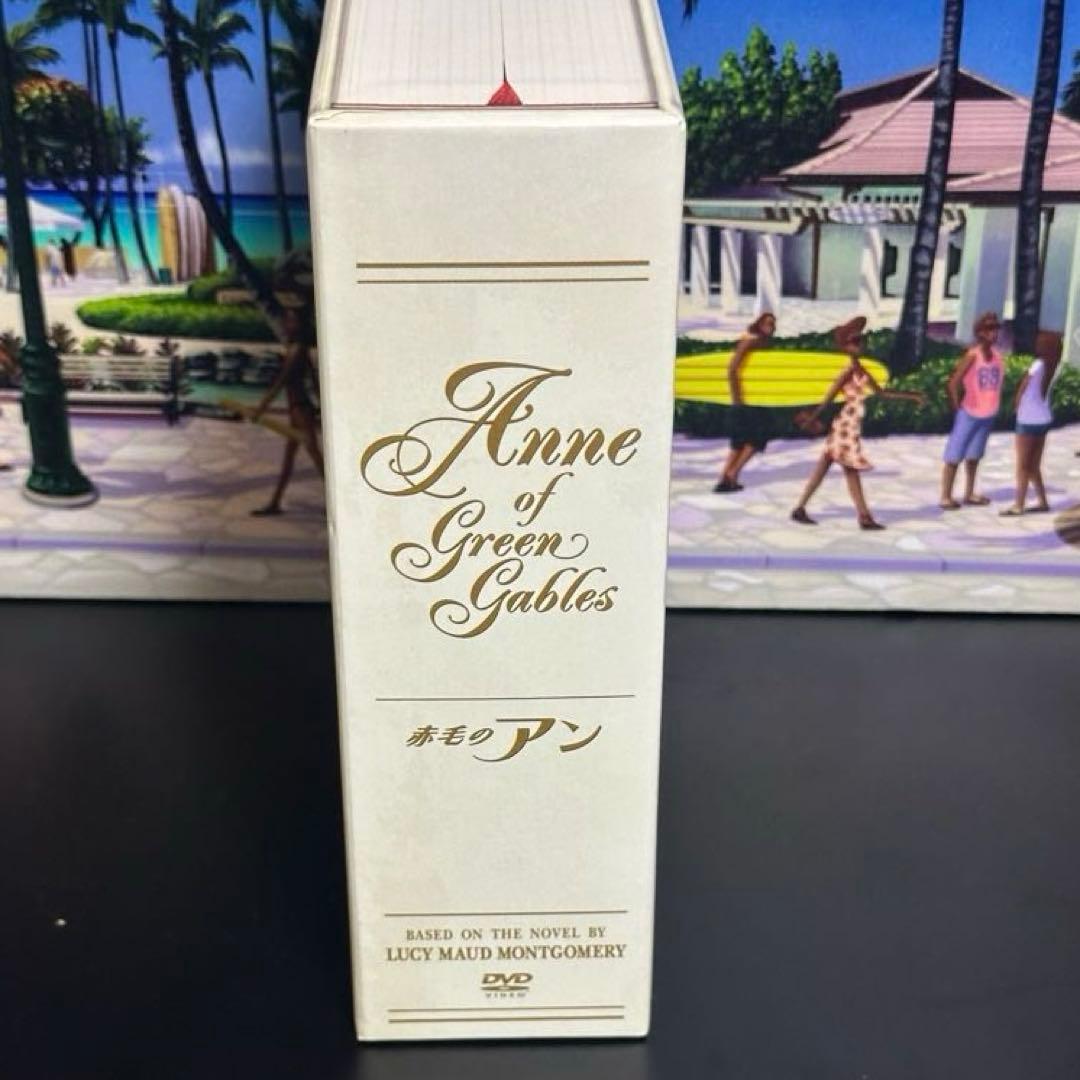 Anne
of
Green
Gables
赤毛のアン
BASED ON THE NOVEL BY
LUCY MAUD MONTGOMERY
DVD
VIDEO